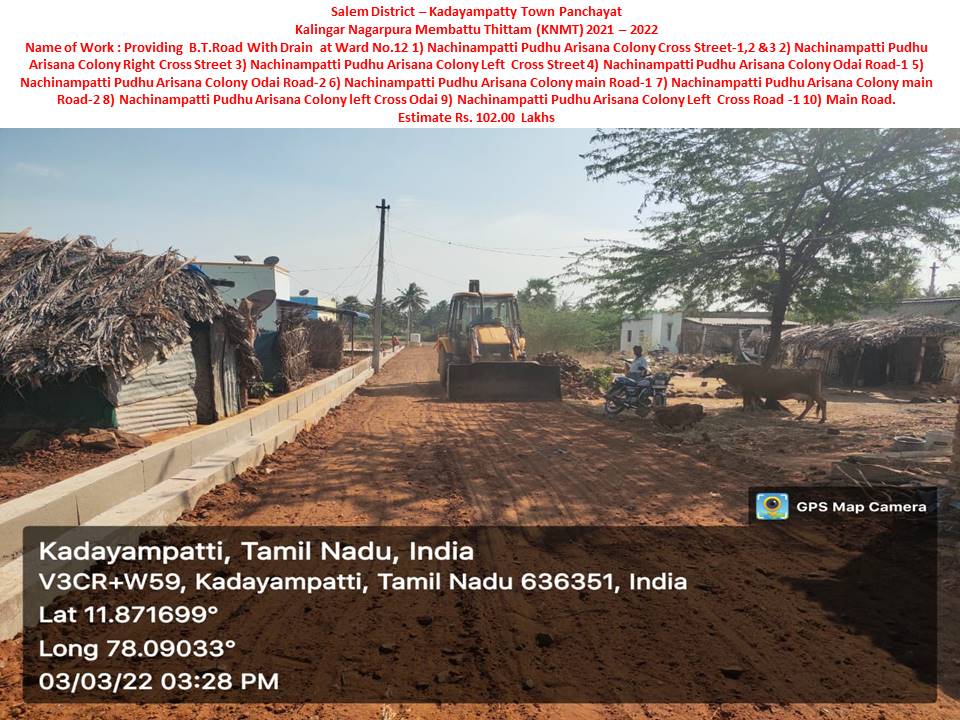 Salem District – Kadayampatty Town Panchayat
Kalingar Nagarpura Membattu Thittam (KNMT) 2021 – 2022
Name of Work : Providing B.T.Road With Drain at Ward No.12 1) Nachinampatti Pudhu Arisana Colony Cross Street-1,2 &3 2) Nachinampatti Pudhu
Arisana Colony Right Cross Street 3) Nachinampatti Pudhu Arisana Colony Left Cross Street 4) Nachinampatti Pudhu Arisana Colony Odai Road-1 5)
Nachinampatti Pudhu Arisana Colony Odai Road-2 6) Nachinampatti Pudhu Arisana Colony main Road-1 7) Nachinampatti Pudhu Arisana Colony main
Road-2 8) Nachinampatti Pudhu Arisana Colony left Cross Odai 9) Nachinampatti Pudhu Arisana Colony Left Cross Road -1 10) Main Road.
Estimate Rs. 102.00 Lakhs
GPS Map Camera
Kadayampatti, Tamil Nadu, India
V3CR+W59, Kadayampatti, Tamil Nadu 636351, India
Lat 11.871699°
Long 78.09033°
03/03/22 03:28 PM